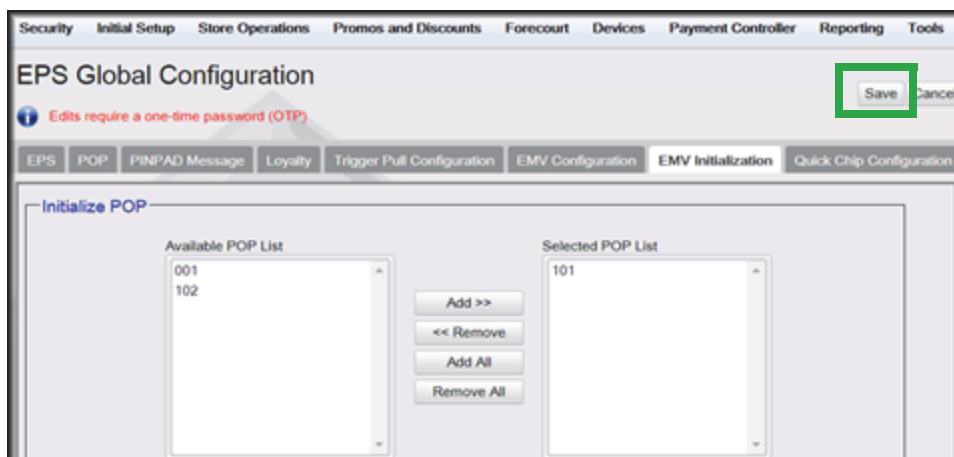 Security Initial Setup Store Operations Promos and Discounts Forecourt Devices Payment Controller Reporting Tools
EPS Global Configuration
Save Cancel
Edits require a one-time password (OTP)
EPS POP PINPAD Message Loyalty Trigger Pull Configuration EMV Configuration EMV Initialization Quick Chip Configuration
Initialize POP
Available POP List Selected POP List
001 101
102
Add >>
<< Remove
Add All
Remove All